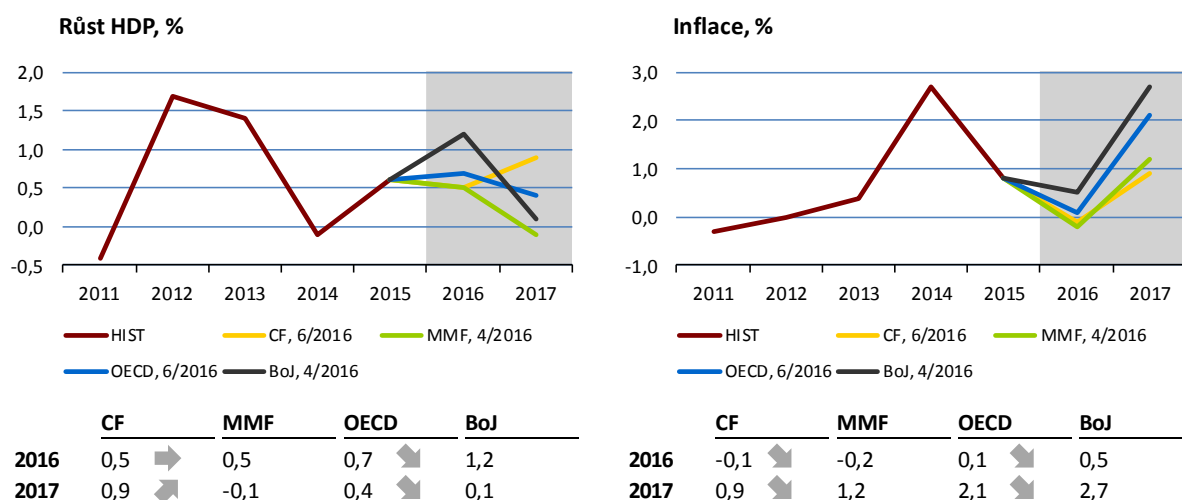 Růst HDP, %
2,0
1,5
1,0
0,5
0,0
-0,5
2011 2012 2013 2014 2015 2016 2017
HIST CF, 6/2016 MMF, 4/2016
OECD, 6/2016 BoJ, 4/2016
CF MMF OECD BoJ
2016 0,5 0,5 0,7 1,2
2017 0,9 -0,1 0,4 0,1
Inflace, %
3,0
2,0
1,0
0,0
-1,0
2011 2012 2013 2014 2015 2016 2017
HIST CF, 6/2016 MMF, 4/2016
OECD, 6/2016 BoJ, 4/2016
CF MMF OECD BoJ
2016 -0,1 -0,2 0,1 0,5
2017 0,9 1,2 2,1 2,7